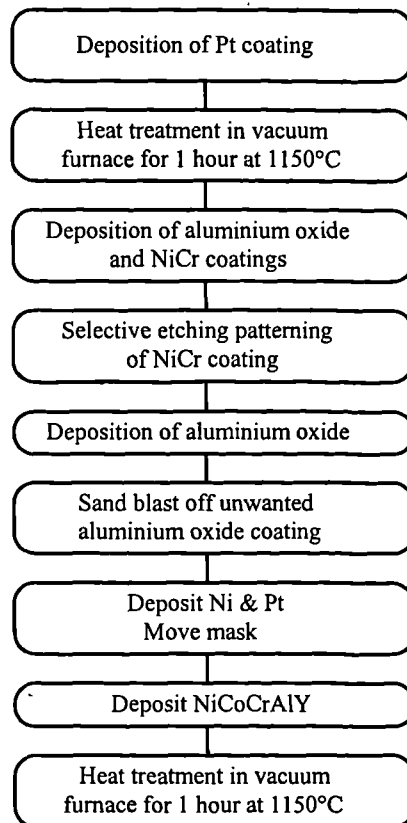 Deposition of Pt coating
Heat treatment in vacuum
furnace for 1 hour at 1150°C
Deposition of aluminium oxide
and NiCr coatings
Selective etching patterning
of NiCr coating
Deposition of aluminium oxide
Sand blast off unwanted
aluminium oxide coating
Deposit Ni & Pt
Move mask
Deposit NiCoCrAlY
Heat treatment in vacuum
furnace for 1 hour at 1150°C